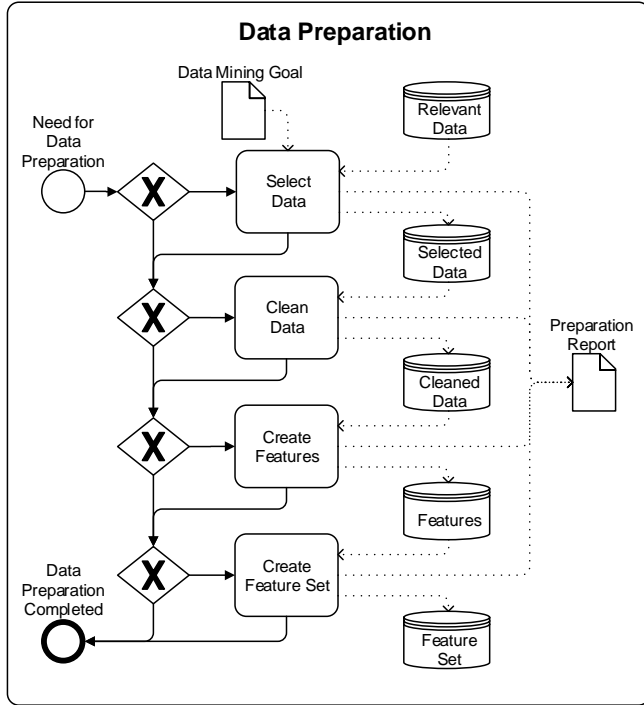 Data Preparation
Data Mining Goal
Relevant
Data
Need for
Data
Preparation
X
Select
Data
Selected
Data
X
Clean
Data
Preparation
Report
Cleaned
Data
X
Create
Features
Features
X
Create
Feature Set
Data
Preparation
Completed
Feature
Set